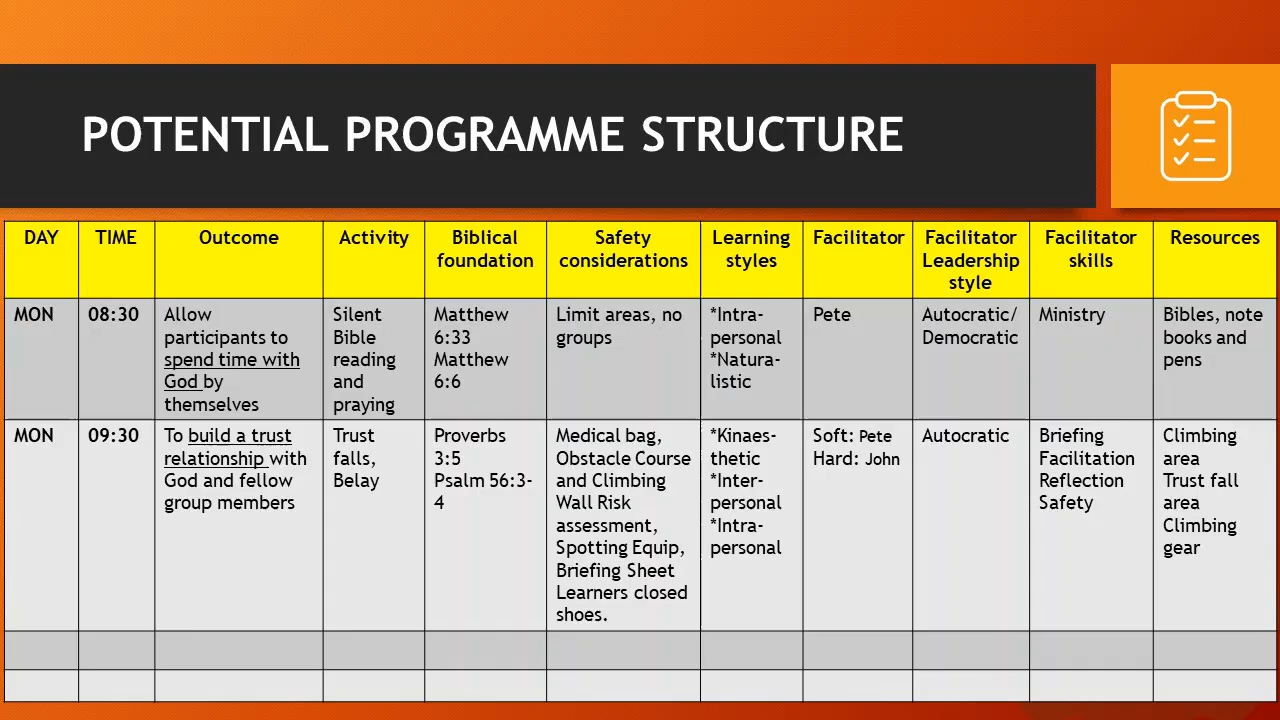 POTENTIAL PROGRAMME STRUCTURE
DAY
TIME
Outcome
Activity
Biblical
foundation
Safety
considerations
Learning
styles
Facilitator
Facilitator
Leadership
style
Facilitator
skills
Resources
MON
08:30
Allow
participants to
spend time with
God by
themselves
Silent
Bible
reading
and
praying
Matthew
6:33
Matthew
6:6
Limit areas, no
groups
*Intra-
personal
*Natura-
listic
Pete
Autocratic/
Democratic
Ministry
Bibles, note
books and
pens
MON
09:30
To build a trust
relationship with
God and fellow
group members
Trust
falls,
Belay
Proverbs
3:5
Psalm 56:3-
4
Medical bag,
Obstacle Course
and Climbing
Wall Risk
assessment,
Spotting Equip,
Briefing Sheet
Learners closed
shoes.
*Kinaes-
thetic
*Inter-
personal
*Intra-
personal
Soft: Pete
Hard: John
Autocratic
Briefing
Facilitation
Reflection
Safety
Climbing
area
Trust fall
area
Climbing
gear